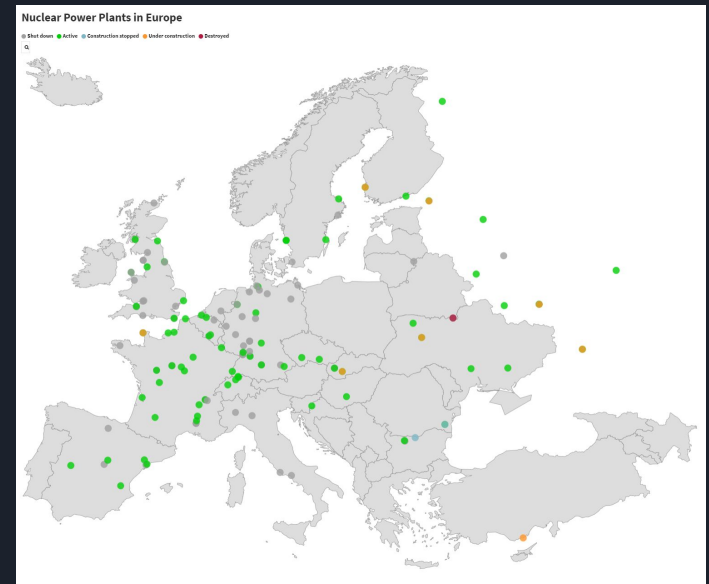 Nuclear Power Plants in Europe
Shut down Active Construction stopped Under construction Destroyed